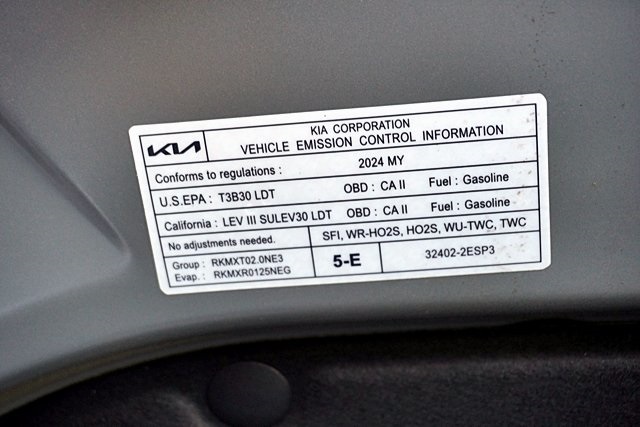 KIA
KIA CORPORATION
VEHICLE EMISSION CONTROL INFORMATION
Conforms to regulations : 2024 MY
U.S.EPA : T3B30 LDT OBD : CA II Fuel : Gasoline
California : LEV III SULEV30 LDT OBD : CA II Fuel : Gasoline
No adjustments needed. SFI, WR-HO2S, HO2S, WU-TWC, TWC
Group : RKMXT02.0NE3
Evap. : RKMXR0125NEG
5-E
32402-2ESP3